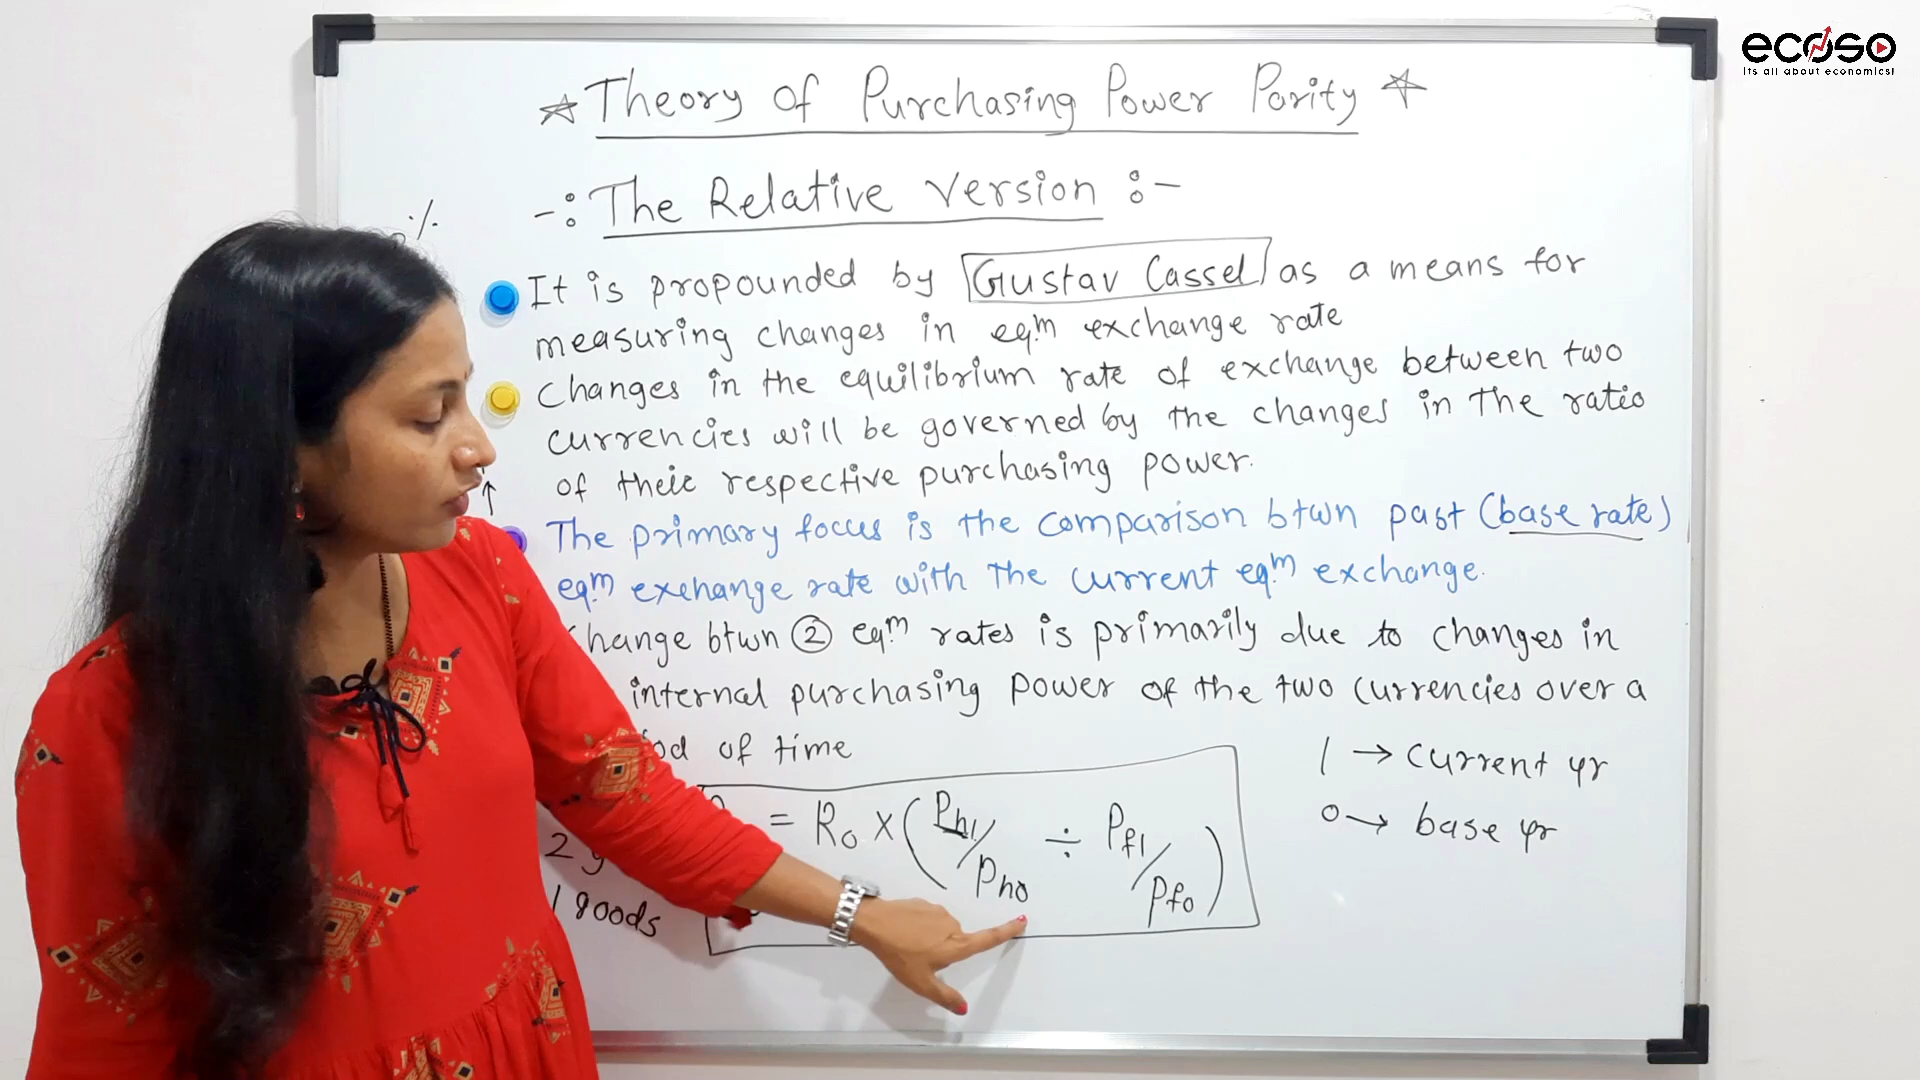 ecoso
Its all about economics!
Theory Of Purchasing Power Parity
-: The Relative Version :-
It is propounded by Gustav Cassel as a means for
measuring changes in eqm exchange rate
Changes in the equilibrium rate of exchange between two
currencies will be governed by the changes in the ratio
of their respective purchasing power.
The primary focus is the comparison btwn past (base rate)
eqm exchange rate with the current eqm exchange.
hange btwn ② eqm rates is primarily due to changes in
internal purchasing power of the two currencies over a
od of time
= R0 × (Ph1/Ph0 ÷ Pf1/Pf0)
1 → current yr
0 → base yr
2 g
1 goods